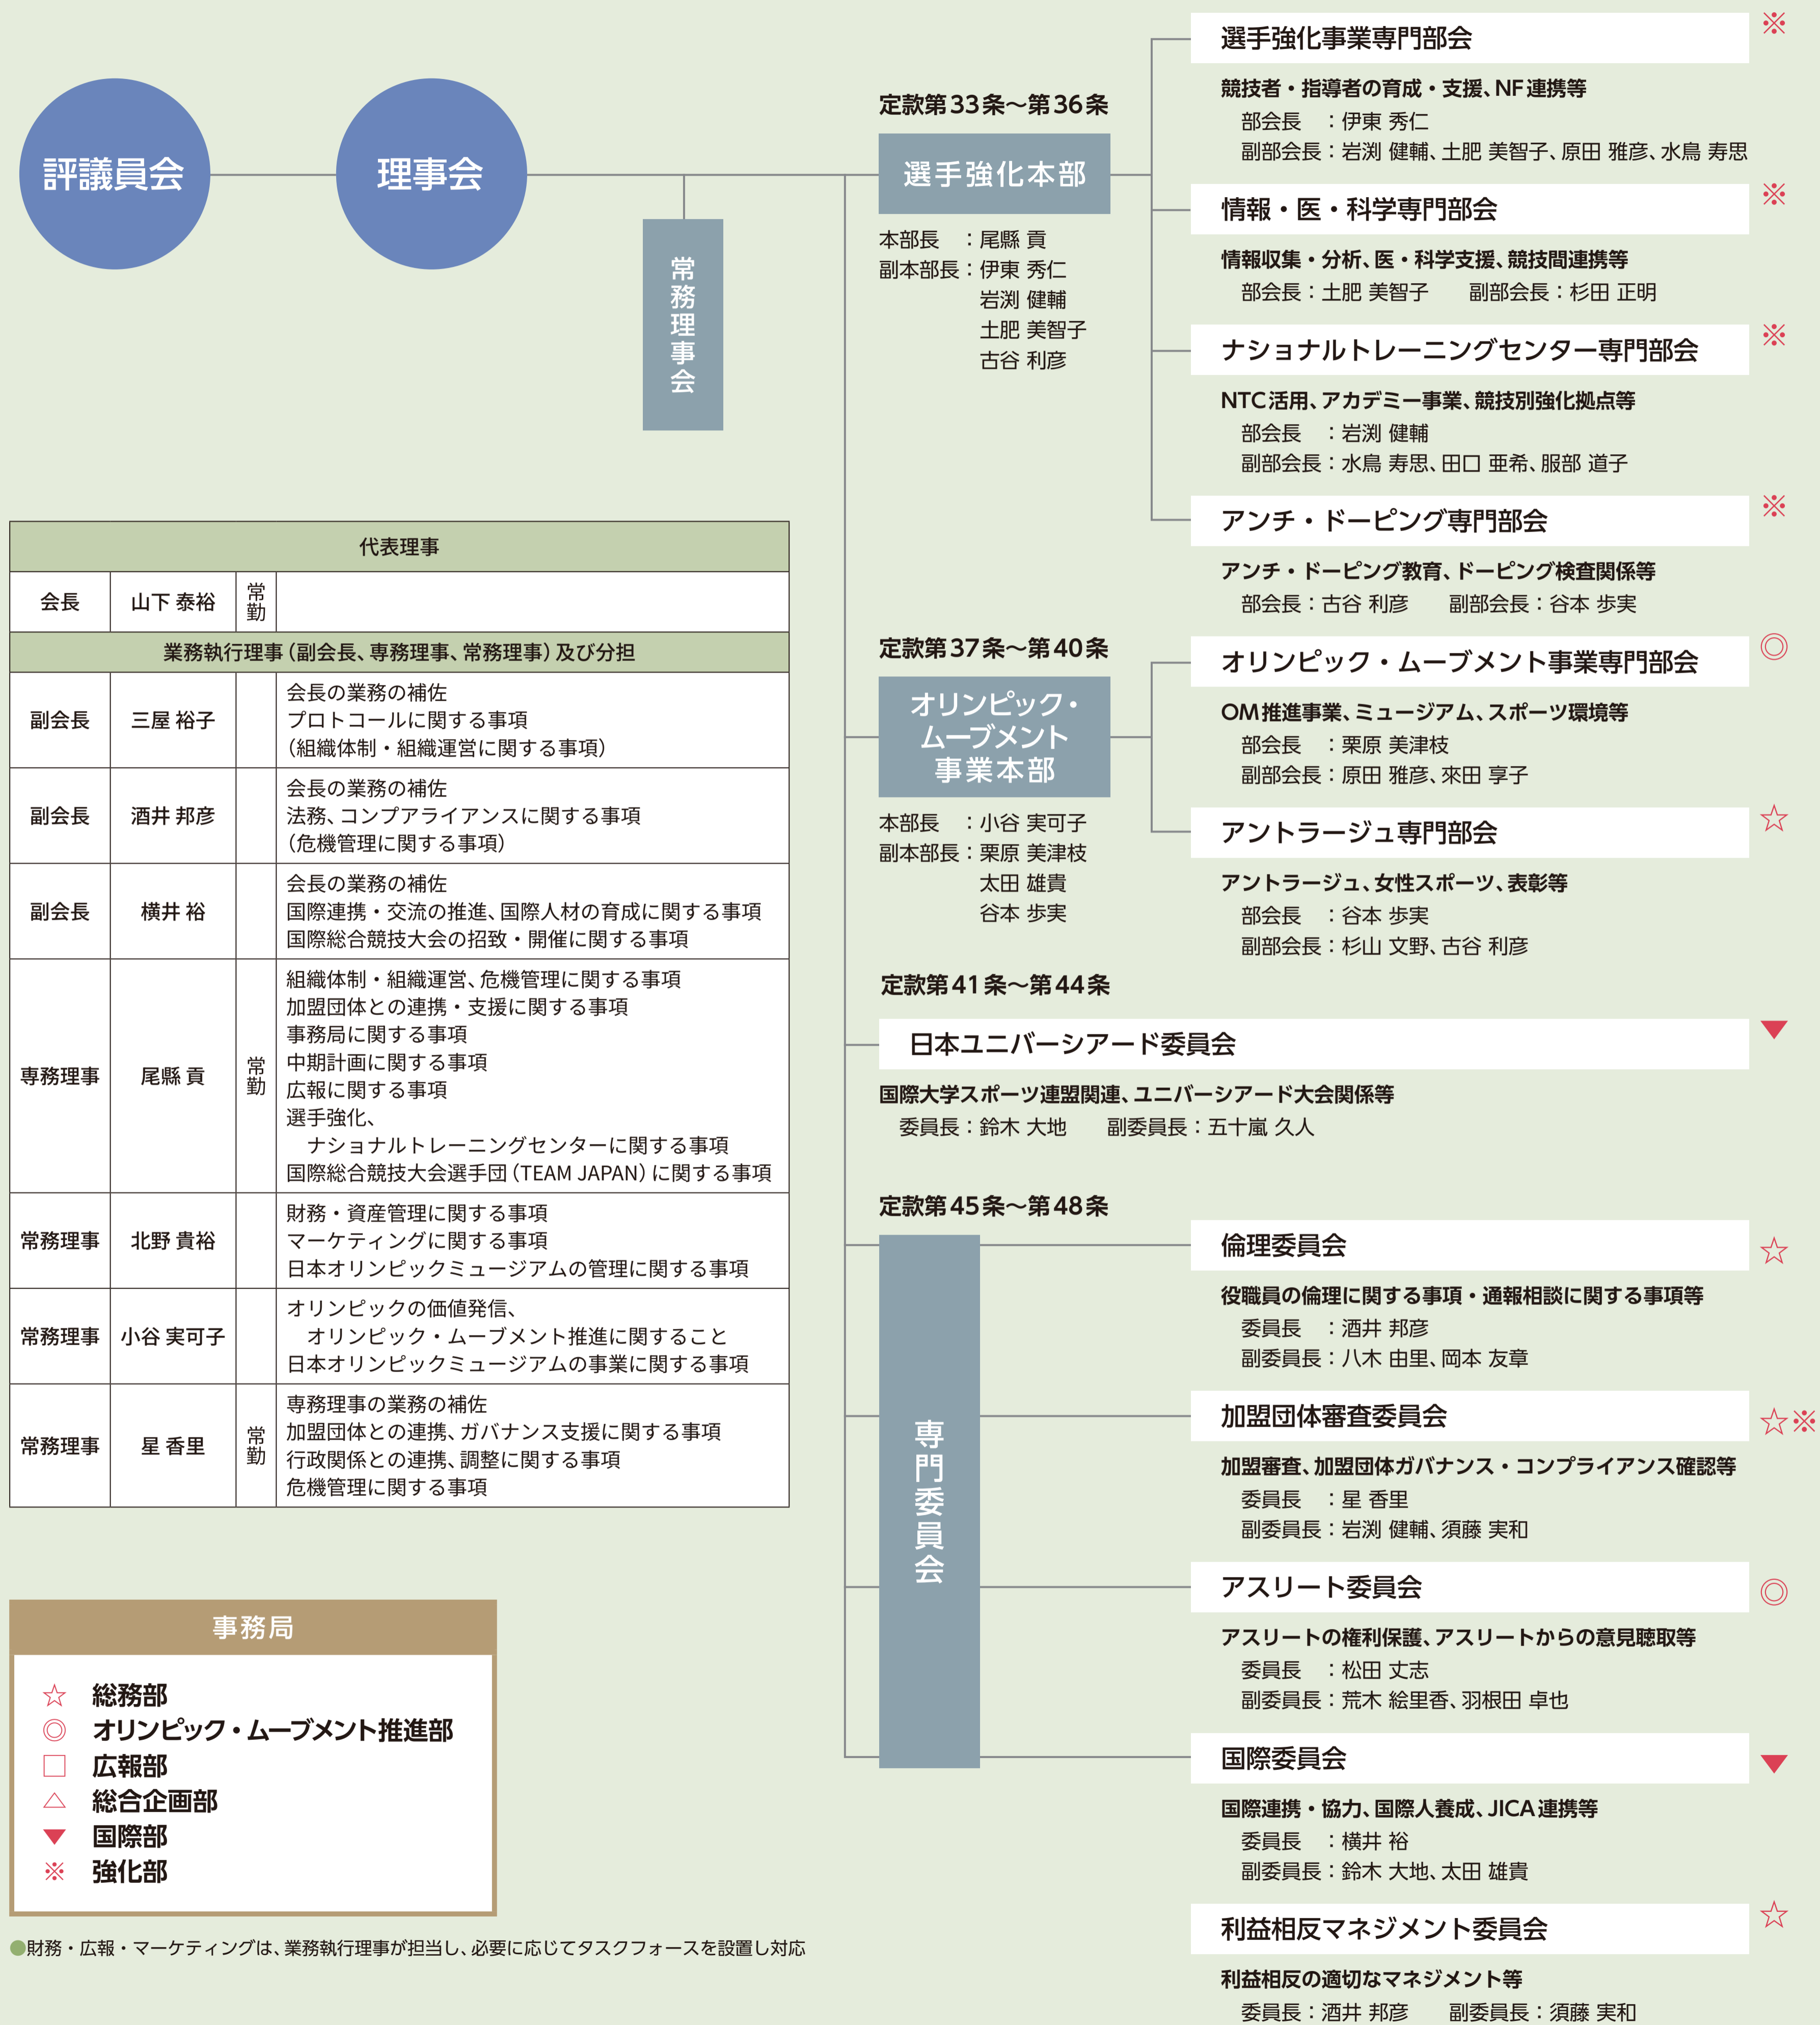 評議員会
理事会
常務理事会
定款第33条～第36条
選手強化本部
本部長　：尾縣 貢
副本部長：伊東 秀仁
岩渕 健輔
土肥 美智子
古谷 利彦
選手強化事業専門部会 ※
競技者・指導者の育成・支援、NF連携等
部会長　：伊東 秀仁
副部会長：岩渕 健輔、土肥 美智子、原田 雅彦、水鳥 寿思
情報・医・科学専門部会 ※
情報収集・分析、医・科学支援、競技間連携等
部会長：土肥 美智子　　副部会長：杉田 正明
ナショナルトレーニングセンター専門部会 ※
NTC活用、アカデミー事業、競技別強化拠点等
部会長　：岩渕 健輔
副部会長：水鳥 寿思、田口 亜希、服部 道子
アンチ・ドーピング専門部会 ※
アンチ・ドーピング教育、ドーピング検査関係等
部会長：古谷 利彦　　副部会長：谷本 歩実
定款第37条～第40条
オリンピック・
ムーブメント
事業本部
本部長　：小谷 実可子
副本部長：栗原 美津枝
太田 雄貴
谷本 歩実
オリンピック・ムーブメント事業専門部会 ◎
OM推進事業、ミュージアム、スポーツ環境等
部会長　：栗原 美津枝
副部会長：原田 雅彦、來田 享子
アントラージュ専門部会 ☆
アントラージュ、女性スポーツ、表彰等
部会長　：谷本 歩実
副部会長：杉山 文野、古谷 利彦
定款第41条～第44条
日本ユニバーシアード委員会 ▼
国際大学スポーツ連盟関連、ユニバーシアード大会関係等
委員長：鈴木 大地　　副委員長：五十嵐 久人
定款第45条～第48条
専門委員会
倫理委員会 ☆
役職員の倫理に関する事項・通報相談に関する事項等
委員長　：酒井 邦彦
副委員長：八木 由里、岡本 友章
加盟団体審査委員会 ☆※
加盟審査、加盟団体ガバナンス・コンプライアンス確認等
委員長　：星 香里
副委員長：岩渕 健輔、須藤 実和
アスリート委員会 ◎
アスリートの権利保護、アスリートからの意見聴取等
委員長　：松田 丈志
副委員長：荒木 絵里香、羽根田 卓也
国際委員会 ▼
国際連携・協力、国際人養成、JICA連携等
委員長　：横井 裕
副委員長：鈴木 大地、太田 雄貴
利益相反マネジメント委員会 ☆
利益相反の適切なマネジメント等
委員長：酒井 邦彦　　副委員長：須藤 実和
代表理事
会長 山下 泰裕 常勤
業務執行理事（副会長、専務理事、常務理事）及び分担
副会長 三屋 裕子
会長の業務の補佐
プロトコールに関する事項
（組織体制・組織運営に関する事項）
副会長 酒井 邦彦
会長の業務の補佐
法務、コンプアライアンスに関する事項
（危機管理に関する事項）
副会長 横井 裕
会長の業務の補佐
国際連携・交流の推進、国際人材の育成に関する事項
国際総合競技大会の招致・開催に関する事項
専務理事 尾縣 貢 常勤
組織体制・組織運営、危機管理に関する事項
加盟団体との連携・支援に関する事項
事務局に関する事項
中期計画に関する事項
広報に関する事項
選手強化、
ナショナルトレーニングセンターに関する事項
国際総合競技大会選手団（TEAM JAPAN）に関する事項
常務理事 北野 貴裕
財務・資産管理に関する事項
マーケティングに関する事項
日本オリンピックミュージアムの管理に関する事項
常務理事 小谷 実可子
オリンピックの価値発信、
オリンピック・ムーブメント推進に関すること
日本オリンピックミュージアムの事業に関する事項
常務理事 星 香里 常勤
専務理事の業務の補佐
加盟団体との連携、ガバナンス支援に関する事項
行政関係との連携、調整に関する事項
危機管理に関する事項
事務局
☆ 総務部
◎ オリンピック・ムーブメント推進部
□ 広報部
△ 総合企画部
▼ 国際部
※ 強化部
●財務・広報・マーケティングは、業務執行理事が担当し、必要に応じてタスクフォースを設置し対応